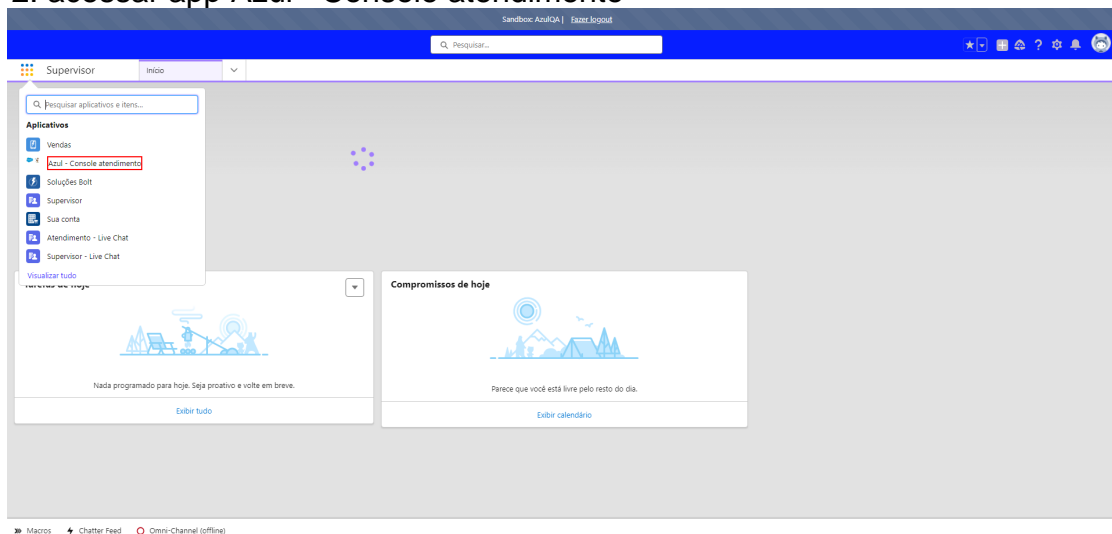 2. acessar app Azul - Console atendimento
Sandbox: AzulQA | Fazer logout
Pesquisar...
Supervisor
Início
Pesquisar aplicativos e itens...
Aplicativos
Vendas
Azul - Console atendimento
Soluções Bolt
Supervisor
Sua conta
Atendimento - Live Chat
Supervisor - Live Chat
Visualizar tudo
Tarefas de hoje
Compromissos de hoje
Nada programado para hoje. Seja proativo e volte em breve.
Parece que você está livre pelo resto do dia.
Exibir tudo
Exibir calendário
Macros
Chatter Feed
Omni-Channel (offline)